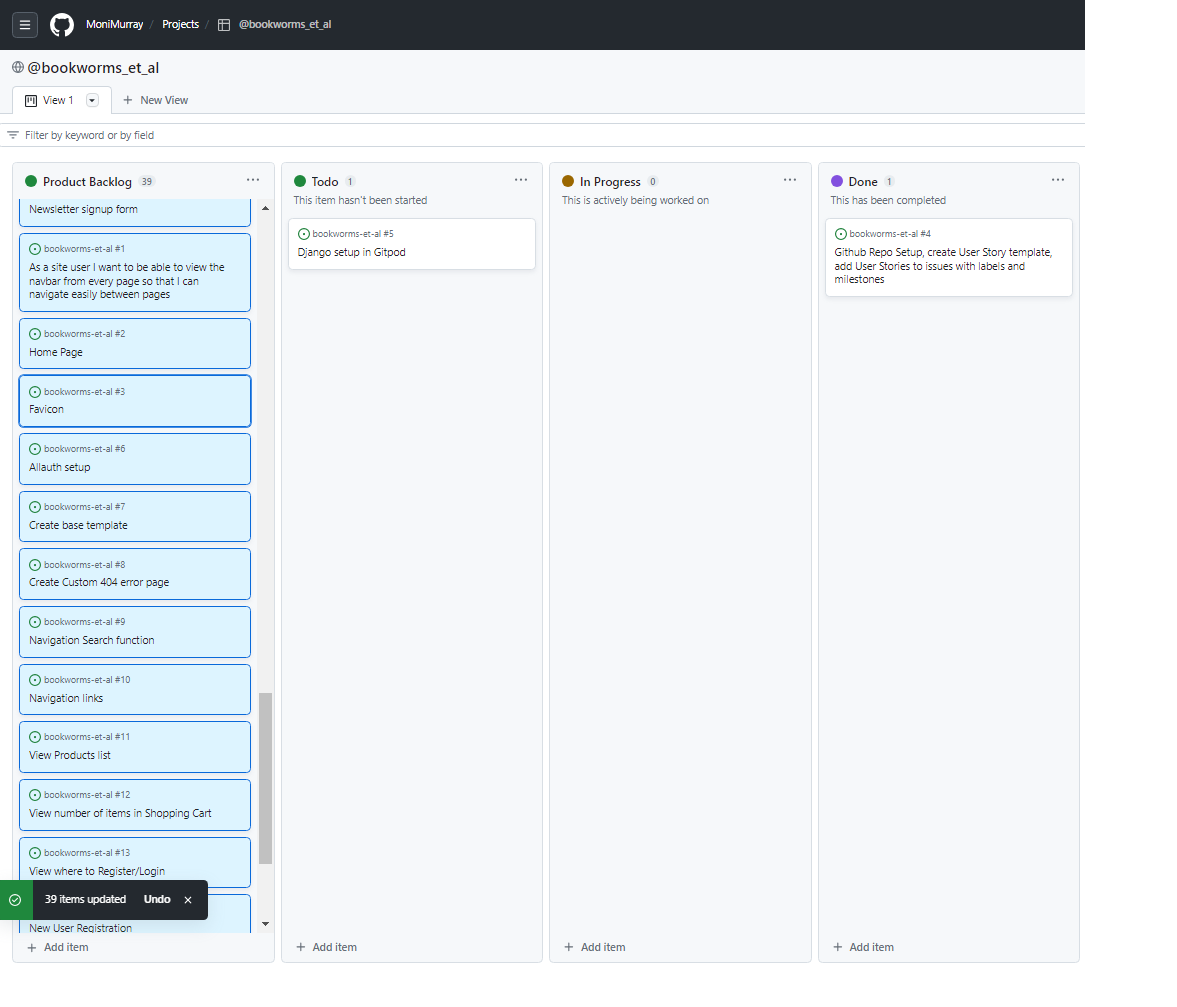 MoniMurray / Projects / @bookworms_et_al
@bookworms_et_al
View 1
New View
Filter by keyword or by field
Product Backlog 39
Newsletter signup form
bookworms-et-al #1
As a site user I want to be able to view the
navbar from every page so that I can
navigate easily between pages
bookworms-et-al #2
Home Page
bookworms-et-al #3
Favicon
bookworms-et-al #6
Allauth setup
bookworms-et-al #7
Create base template
bookworms-et-al #8
Create Custom 404 error page
bookworms-et-al #9
Navigation Search function
bookworms-et-al #10
Navigation links
bookworms-et-al #11
View Products list
bookworms-et-al #12
View number of items in Shopping Cart
bookworms-et-al #13
View where to Register/Login
39 items updated Undo
New User Registration
Add item
Todo 1
This item hasn't been started
bookworms-et-al #5
Django setup in Gitpod
Add item
In Progress 0
This is actively being worked on
Add item
Done 1
This has been completed
bookworms-et-al #4
Github Repo Setup, create User Story template,
add User Stories to issues with labels and
milestones
Add item